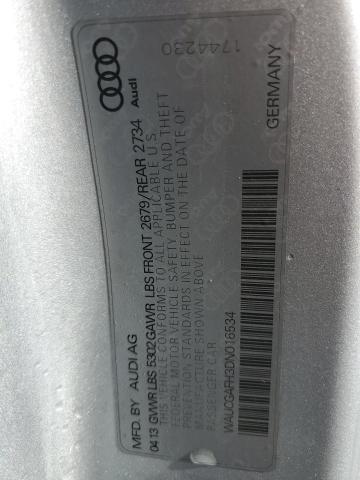 MFD. BY AUDI AG
Audi
1744230
04 13 GVWR LBS 5302 GAWR LBS FRONT 2679/REAR 2734
THIS VEHICLE CONFORMS TO ALL APPLICABLE U.S.
FEDERAL MOTOR VEHICLE SAFETY, BUMPER AND THEFT
PREVENTION STANDARDS IN EFFECT ON THE DATE OF
MANUFACTURE SHOWN ABOVE
PASSENGER CAR
WAUCGAFH3DN016534
GERMANY